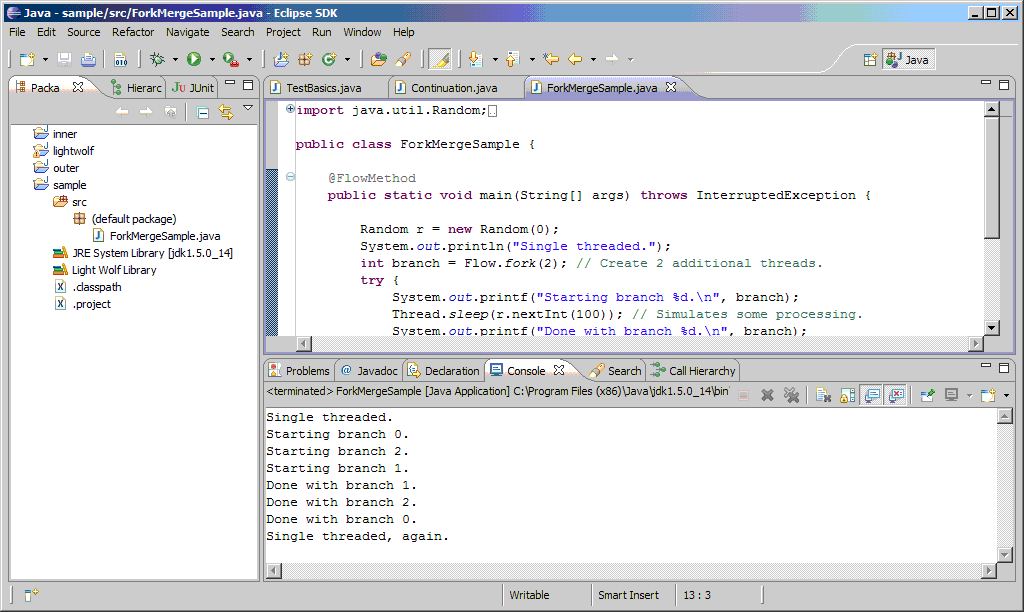 Java - sample/src/ForkMergeSample.java - Eclipse SDK
File Edit Source Refactor Navigate Search Project Run Window Help
Java
Packa Hierarc JUnit
inner
lightwolf
outer
sample
src
(default package)
ForkMergeSample.java
JRE System Library [jdk1.5.0_14]
Light Wolf Library
.classpath
.project
TestBasics.java Continuation.java ForkMergeSample.java
import java.util.Random;
public class ForkMergeSample {
@FlowMethod
public static void main(String[] args) throws InterruptedException {
Random r = new Random(0);
System.out.println("Single threaded.");
int branch = Flow.fork(2); // Create 2 additional threads.
try {
System.out.printf("Starting branch %d.\n", branch);
Thread.sleep(r.nextInt(100)); // Simulates some processing.
System.out.printf("Done with branch %d.\n", branch);
Problems Javadoc Declaration Console Search Call Hierarchy
<terminated> ForkMergeSample [Java Application] C:\Program Files (x86)\Java\jdk1.5.0_14\bin\
Single threaded.
Starting branch 0.
Starting branch 2.
Starting branch 1.
Done with branch 1.
Done with branch 2.
Done with branch 0.
Single threaded, again.
Writable Smart Insert 13 : 3